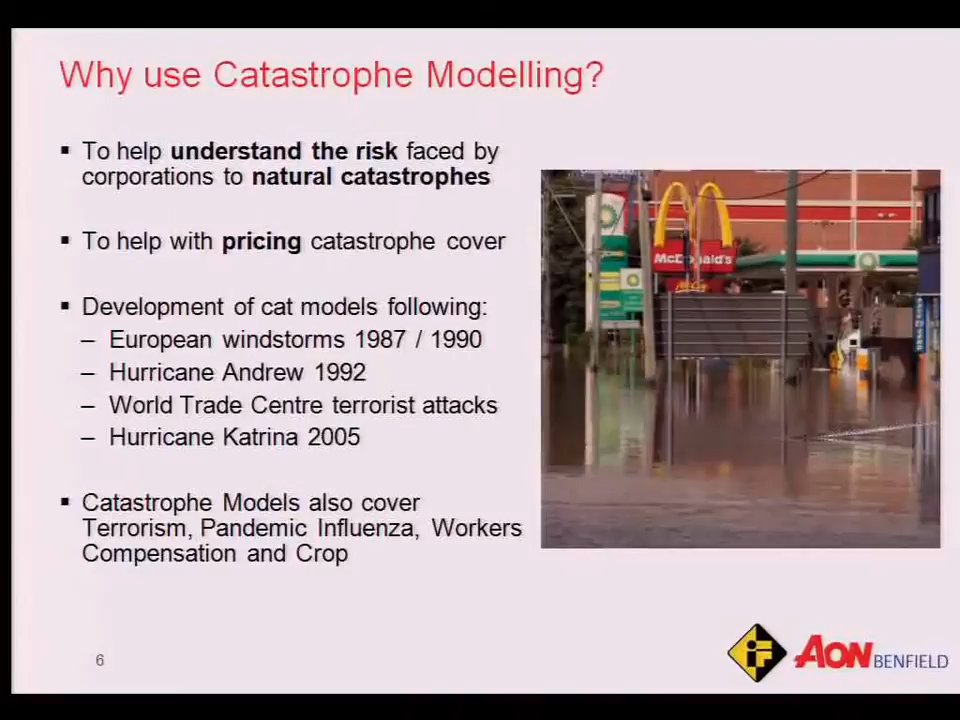 Why use Catastrophe Modelling?
▪ To help understand the risk faced by
corporations to natural catastrophes
▪ To help with pricing catastrophe cover
▪ Development of cat models following:
– European windstorms 1987 / 1990
– Hurricane Andrew 1992
– World Trade Centre terrorist attacks
– Hurricane Katrina 2005
▪ Catastrophe Models also cover
Terrorism, Pandemic Influenza, Workers
Compensation and Crop
bp
McDonald's
6
iF
AON BENFIELD